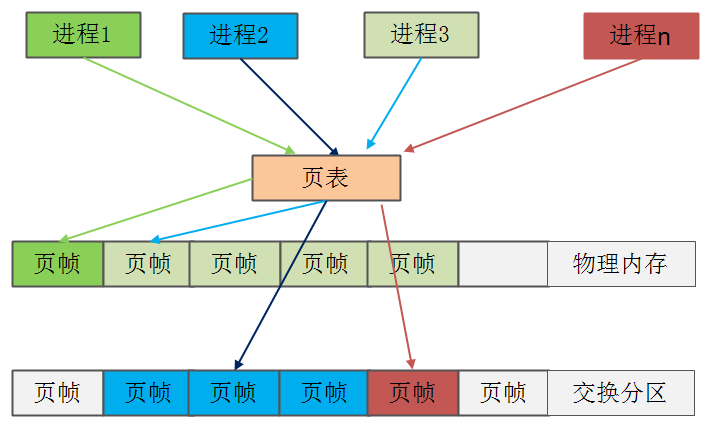 进程1 进程2 进程3 进程n
页表
页帧 页帧 页帧 页帧 页帧 物理内存
页帧 页帧 页帧 页帧 页帧 页帧 交换分区